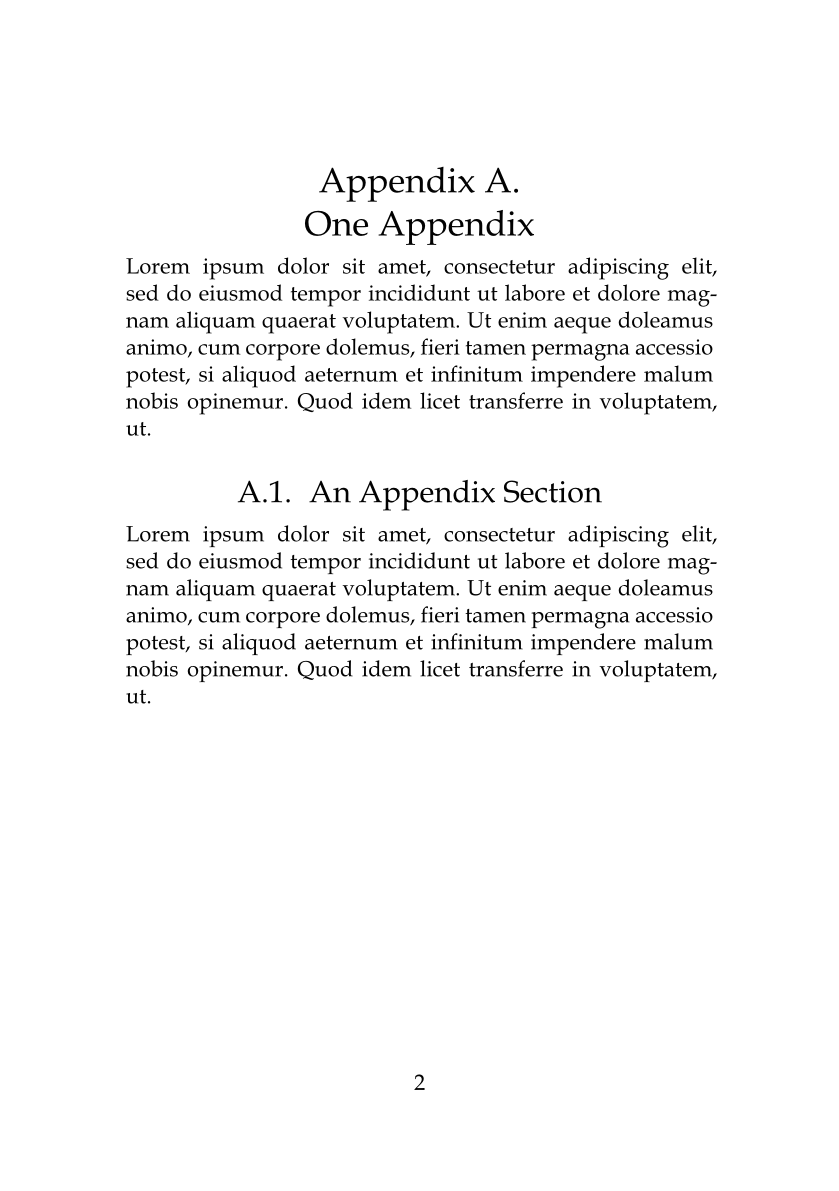 Appendix A.
One Appendix
Lorem ipsum dolor sit amet, consectetur adipiscing elit,
sed do eiusmod tempor incididunt ut labore et dolore mag-
nam aliquam quaerat voluptatem. Ut enim aeque doleamus
animo, cum corpore dolemus, fieri tamen permagna accessio
potest, si aliquod aeternum et infinitum impendere malum
nobis opinemur. Quod idem licet transferre in voluptatem,
ut.
A.1. An Appendix Section
Lorem ipsum dolor sit amet, consectetur adipiscing elit,
sed do eiusmod tempor incididunt ut labore et dolore mag-
nam aliquam quaerat voluptatem. Ut enim aeque doleamus
animo, cum corpore dolemus, fieri tamen permagna accessio
potest, si aliquod aeternum et infinitum impendere malum
nobis opinemur. Quod idem licet transferre in voluptatem,
ut.
2